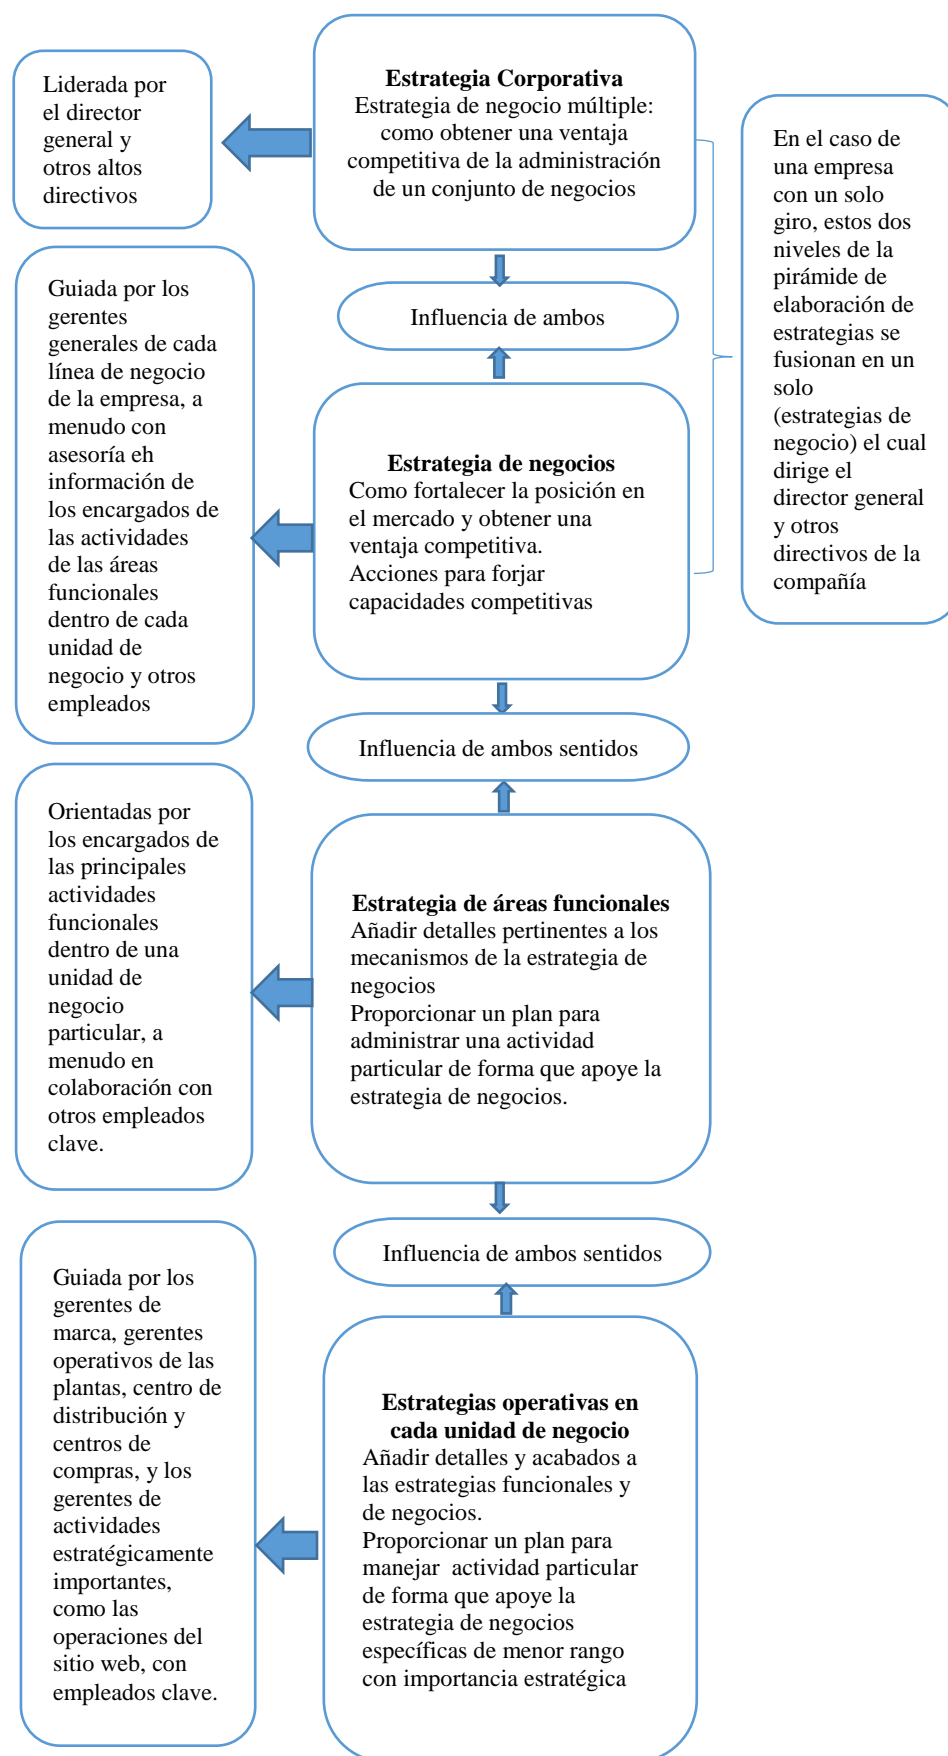 Estrategia Corporativa
Estrategia de negocio múltiple:
como obtener una ventaja
competitiva de la administración
de un conjunto de negocios
Liderada por
el director
general y
otros altos
directivos
En el caso de
una empresa
con un solo
giro, estos dos
niveles de la
pirámide de
elaboración de
estrategias se
fusionan en un
solo
(estrategias de
negocio) el cual
dirige el
director general
y otros
directivos de la
compañía
Influencia de ambos
Guiada por los
gerentes
generales de cada
línea de negocio
de la empresa, a
menudo con
asesoría eh
información de
los encargados de
las actividades
de las áreas
funcionales
dentro de cada
unidad de
negocio y otros
empleados
Estrategia de negocios
Como fortalecer la posición en
el mercado y obtener una
ventaja competitiva.
Acciones para forjar
capacidades competitivas
Influencia de ambos sentidos
Orientadas por
los encargados de
las principales
actividades
funcionales
dentro de una
unidad de
negocio
particular, a
menudo en
colaboración con
otros empleados
clave.
Estrategia de áreas funcionales
Añadir detalles pertinentes a los
mecanismos de la estrategia de
negocios
Proporcionar un plan para
administrar una actividad
particular de forma que apoye la
estrategia de negocios.
Influencia de ambos sentidos
Guiada por los
gerentes de
marca, gerentes
operativos de las
plantas, centro de
distribución y
centros de
compras, y los
gerentes de
actividades
estratégicamente
importantes,
como las
operaciones del
sitio web, con
empleados clave.
Estrategias operativas en
cada unidad de negocio
Añadir detalles y acabados a
las estrategias funcionales y
de negocios.
Proporcionar un plan para
manejar  actividad particular
de forma que apoye la
estrategia de negocios
específicas de menor rango
con importancia estratégica